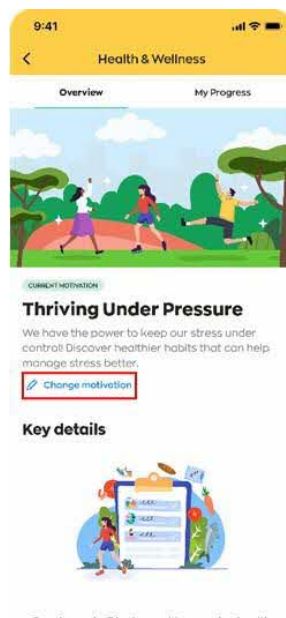 9:41
Health & Wellness
Overview
My Progress
CURRENT MOTIVATION
Thriving Under Pressure
We have the power to keep our stress under
control! Discover healthier habits that can help
manage stress better.
Change motivation
Key details